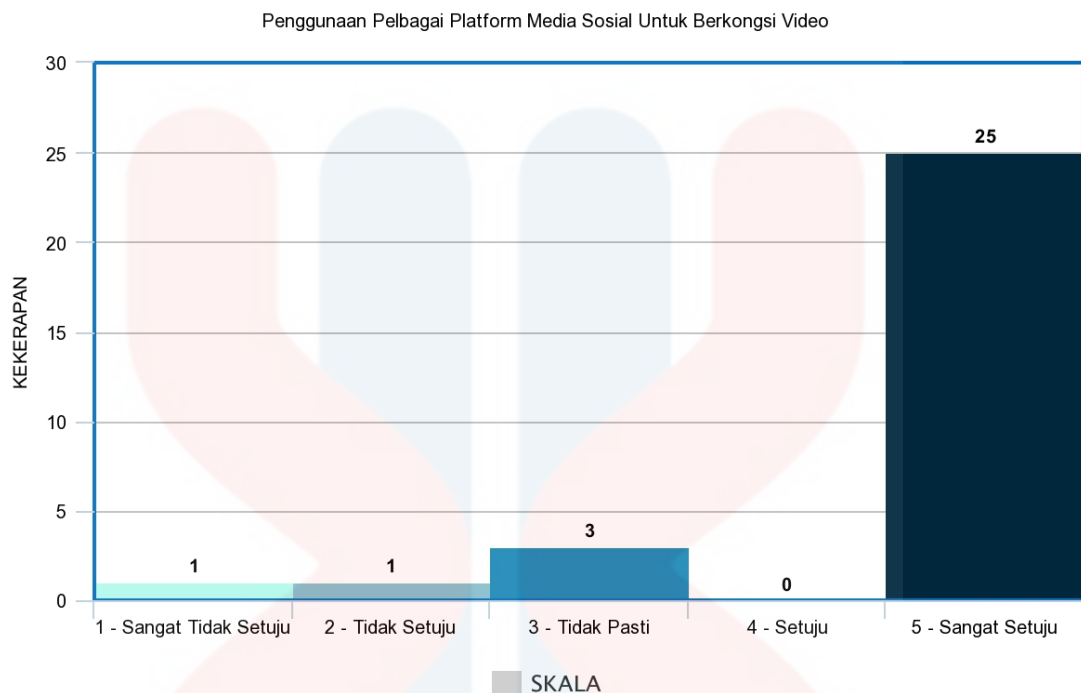 Penggunaan Pelbagai Platform Media Sosial Untuk Berkongsi Video
30
25
25
20
KEKERAPAN
15
10
5
3
1
1
0
0
1 - Sangat Tidak Setuju
2 - Tidak Setuju
3 - Tidak Pasti
4 - Setuju
5 - Sangat Setuju
SKALA